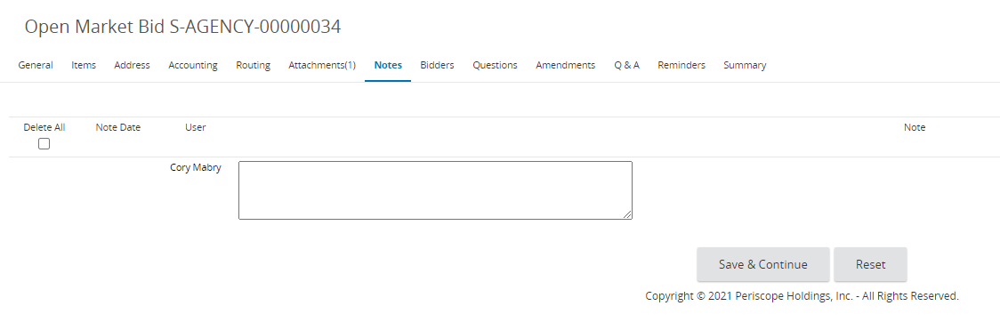 Open Market Bid S-AGENCY-00000034
General Items Address Accounting Routing Attachments(1) Notes Bidders Questions Amendments Q & A Reminders Summary
Delete All Note Date User Note
Cory Mabry
Save & Continue Reset
Copyright © 2021 Periscope Holdings, Inc. - All Rights Reserved.